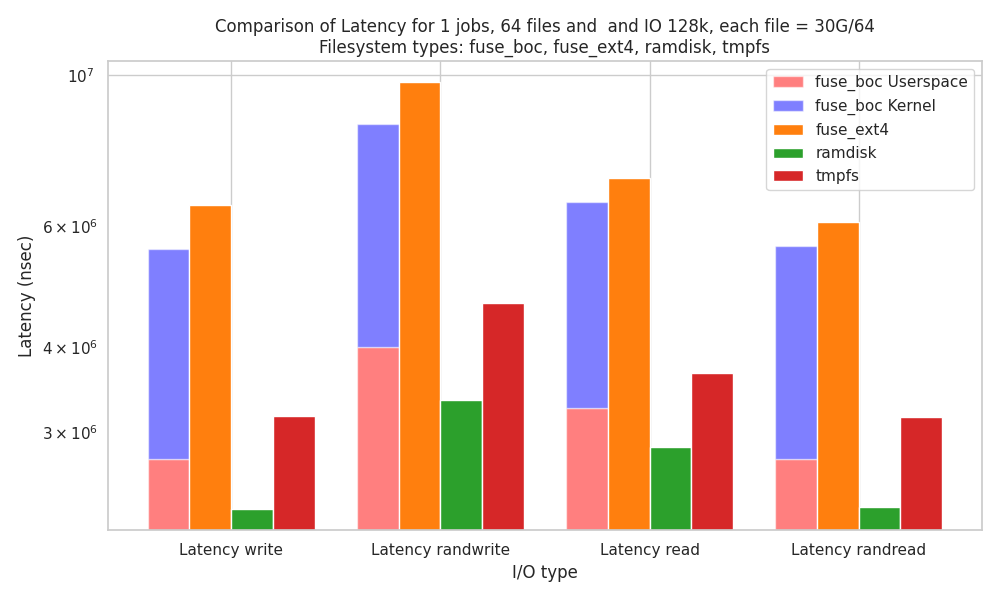 Comparison of Latency for 1 jobs, 64 files and  and IO 128k, each file = 30G/64
Filesystem types: fuse_boc, fuse_ext4, ramdisk, tmpfs
fuse_boc Userspace
fuse_boc Kernel
fuse_ext4
ramdisk
tmpfs
10⁷
6 × 10⁶
4 × 10⁶
3 × 10⁶
Latency (nsec)
Latency write
Latency randwrite
Latency read
Latency randread
I/O type